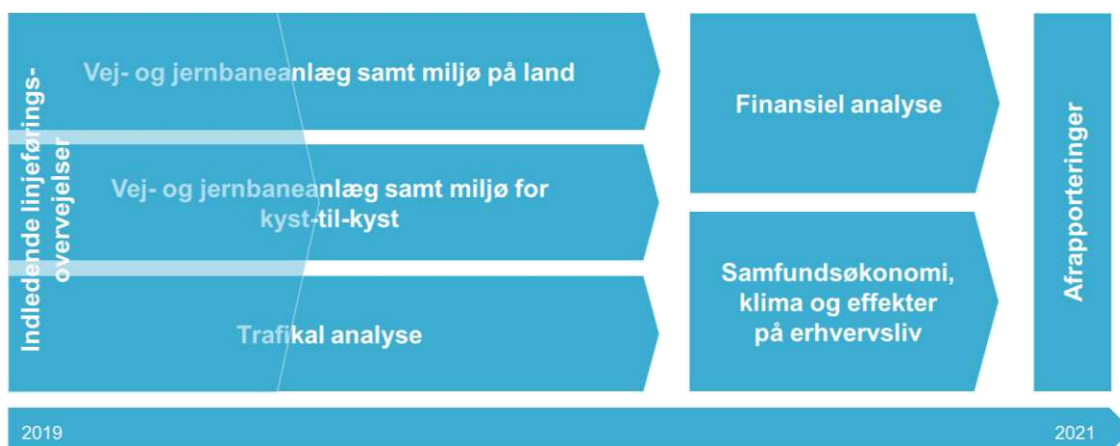 Indledende linjeførings-
overvejelser
Vej- og jernbaneanlæg samt miljø på land
Vej- og jernbaneanlæg samt miljø for
kyst-til-kyst
Trafikal analyse
Finansiel analyse
Samfundsøkonomi,
klima og effekter
på erhvervsliv
Afrapporteringer
2019
2021